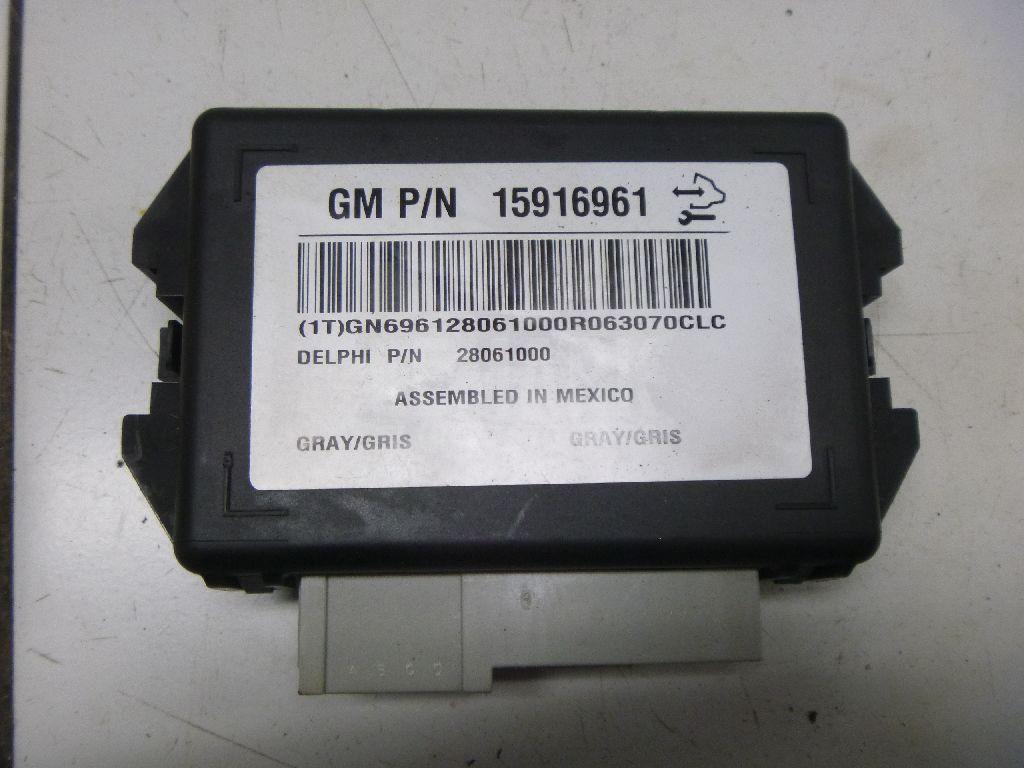 GM P/N 15916961
(1T)GN696128061000R063070CLC
DELPHI P/N 28061000
ASSEMBLED IN MEXICO
GRAY/GRIS GRAY/GRIS